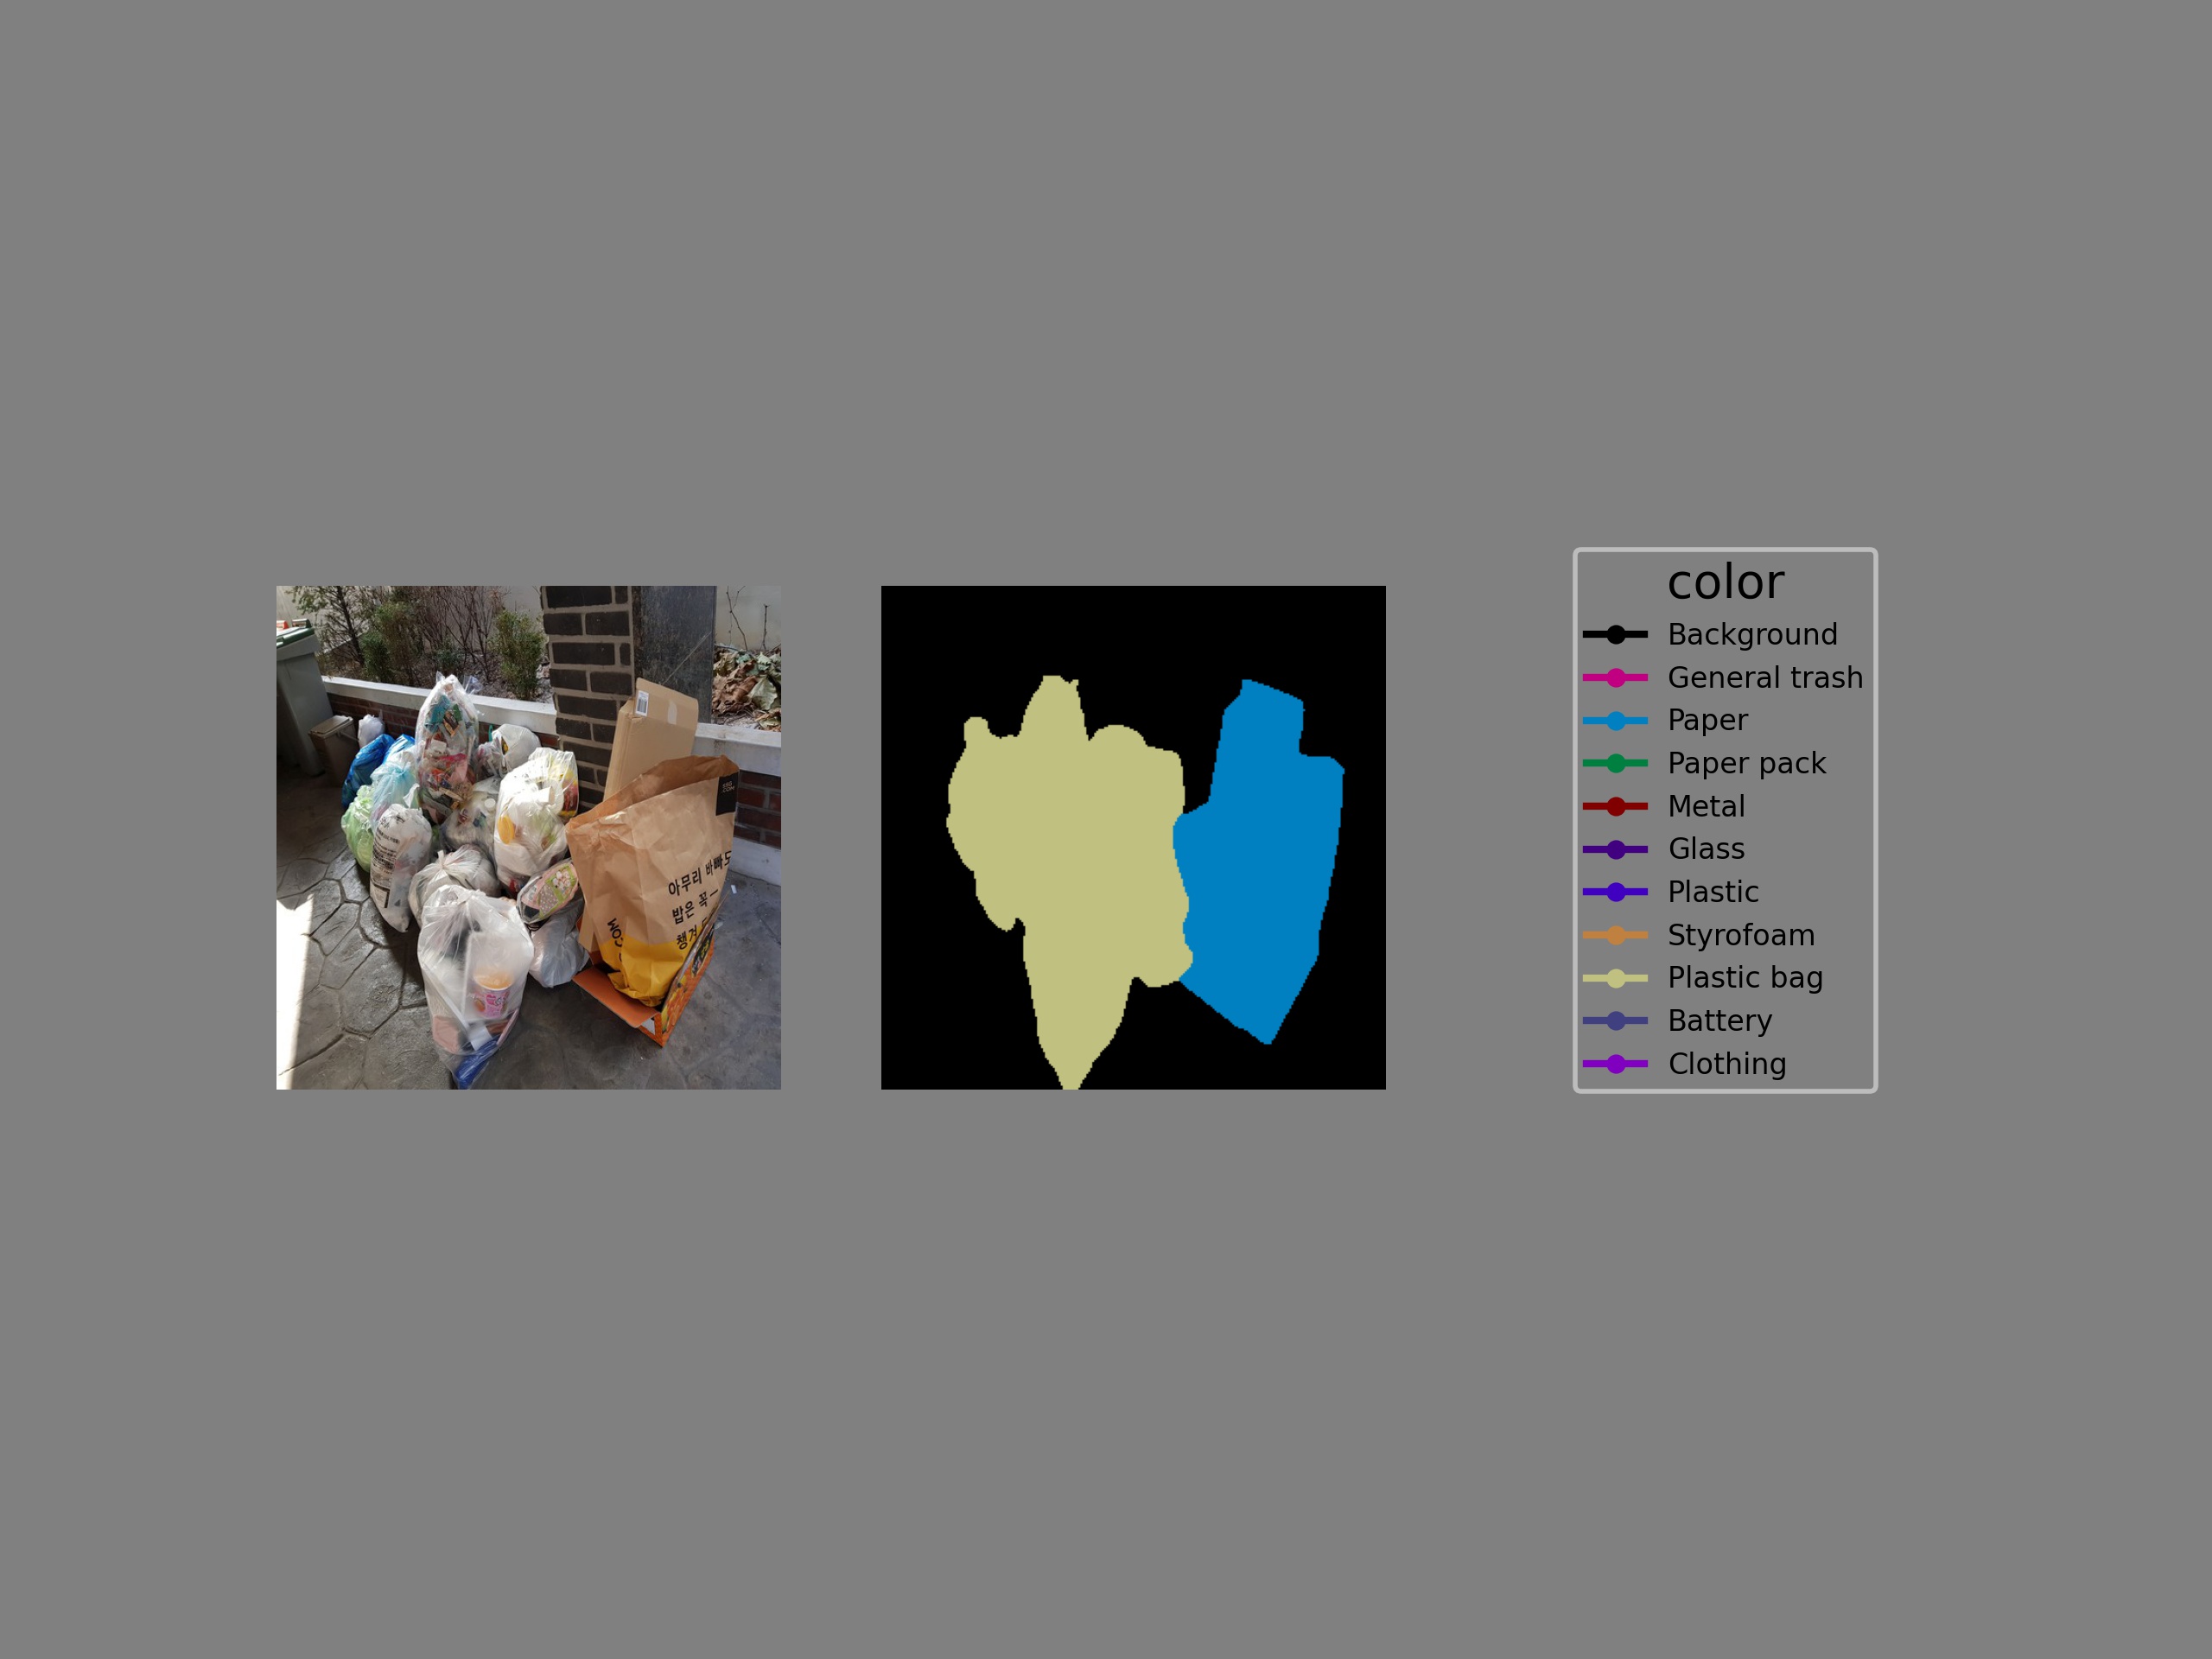 아무리 바빠도
밥은 꼭
챙겨
.COM
color
Background
General trash
Paper
Paper pack
Metal
Glass
Plastic
Styrofoam
Plastic bag
Battery
Clothing